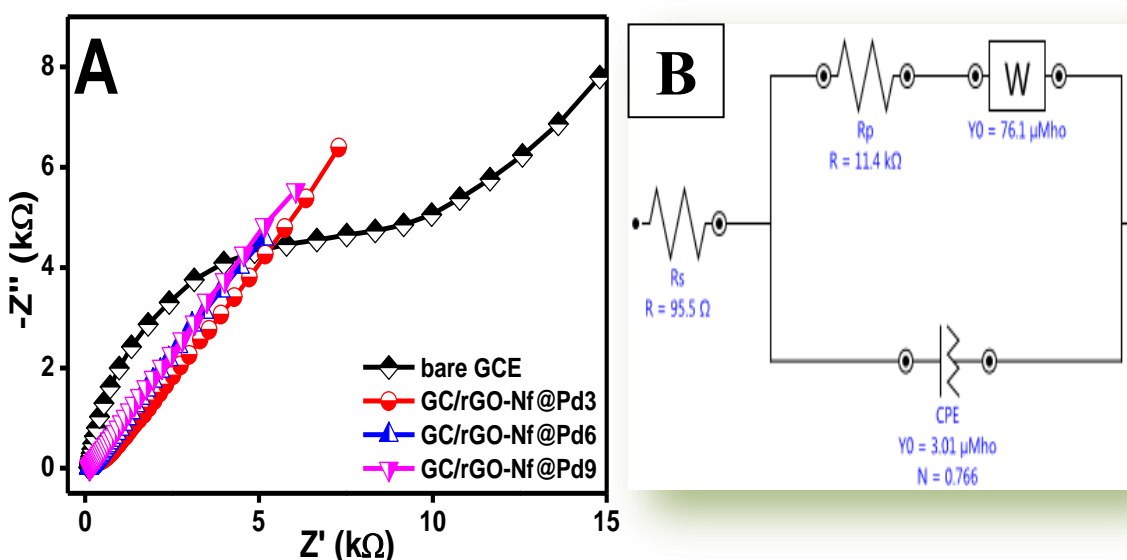 A
8
6
4
2
0
-Z'' (kΩ)
0 5 10 15
Z' (kΩ)
bare GCE
GC/rGO-Nf@Pd3
GC/rGO-Nf@Pd6
GC/rGO-Nf@Pd9
B
Rp
R = 11.4 kΩ
W
Y0 = 76.1 µMho
Rs
R = 95.5 Ω
CPE
Y0 = 3.01 µMho
N = 0.766